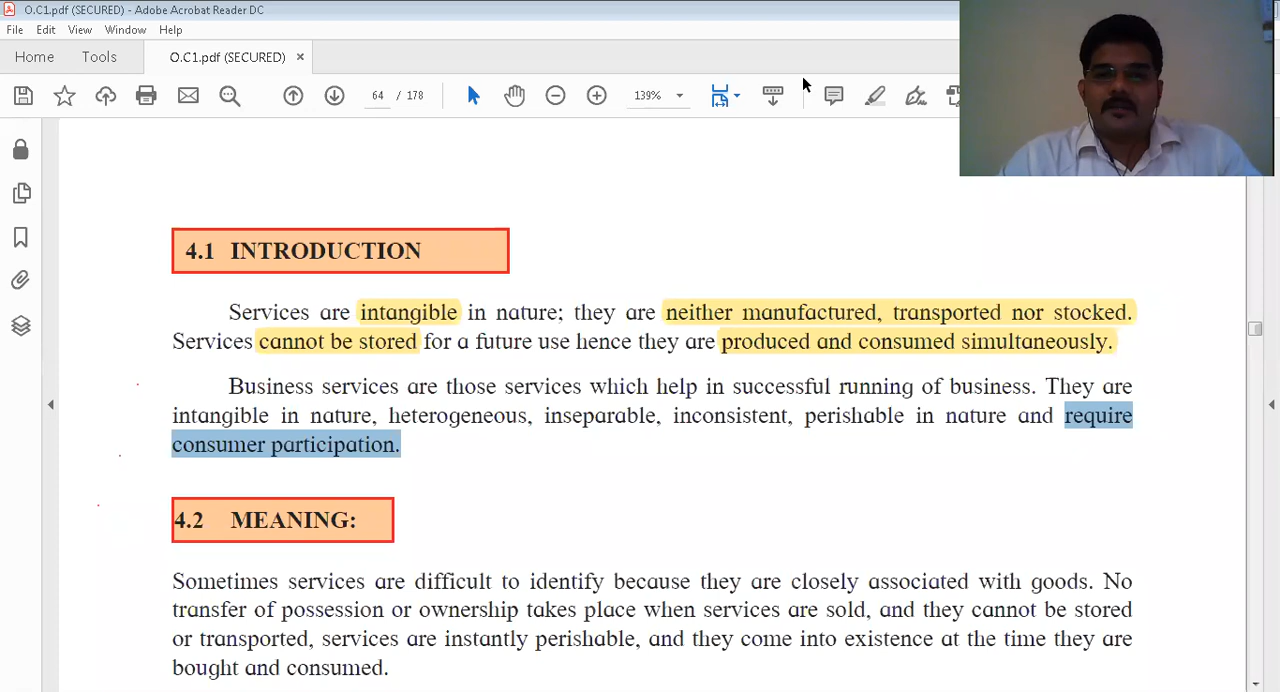 O.C1.pdf (SECURED) - Adobe Acrobat Reader DC
File Edit View Window Help
Home Tools O.C1.pdf (SECURED) ×
64 / 178 139%
4.1 INTRODUCTION
Services are intangible in nature; they are neither manufactured, transported nor stocked.
Services cannot be stored for a future use hence they are produced and consumed simultaneously.
Business services are those services which help in successful running of business. They are
intangible in nature, heterogeneous, inseparable, inconsistent, perishable in nature and require
consumer participation.
4.2 MEANING:
Sometimes services are difficult to identify because they are closely associated with goods. No
transfer of possession or ownership takes place when services are sold, and they cannot be stored
or transported, services are instantly perishable, and they come into existence at the time they are
bought and consumed.